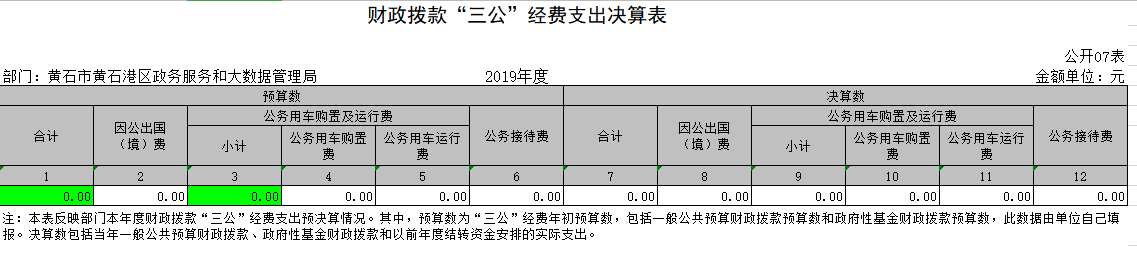 财政拨款“三公”经费支出决算表
公开07表
部门：黄石市黄石港区政务服务和大数据管理局 2019年度 金额单位：元
预算数 决算数
合计 因公出国（境）费 公务用车购置及运行费 公务接待费 合计 因公出国（境）费 公务用车购置及运行费 公务接待费
小计 公务用车购置费 公务用车运行费 小计 公务用车购置费 公务用车运行费
1 2 3 4 5 6 7 8 9 10 11 12
0.00 0.00 0.00 0.00 0.00 0.00 0.00 0.00 0.00 0.00 0.00 0.00
注：本表反映部门本年度财政拨款“三公”经费支出预决算情况。其中，预算数为“三公”经费年初预算数，包括一般公共预算财政拨款预算数和政府性基金财政拨款预算数，此数据由单位自己填
报。决算数包括当年一般公共预算财政拨款、政府性基金财政拨款和以前年度结转资金安排的实际支出。